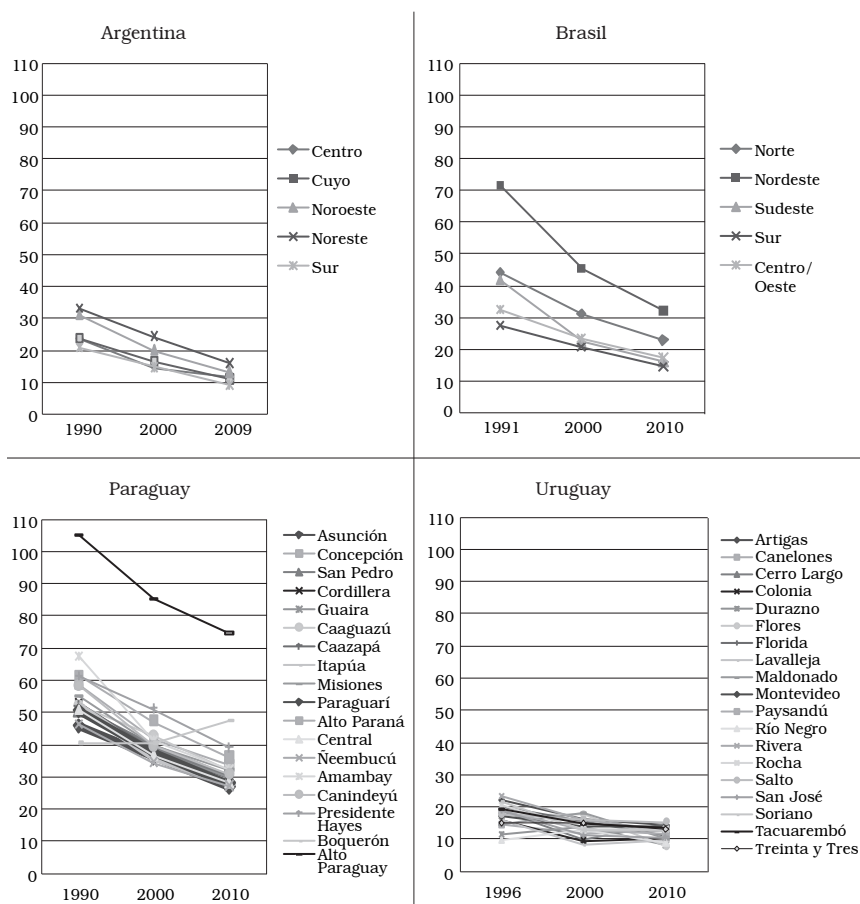 Argentina
110
100
90
80
70
60
50
40
30
20
10
0
1990 2000 2009
Centro
Cuyo
Noroeste
Noreste
Sur
Brasil
110
100
90
80
70
60
50
40
30
20
10
0
1991 2000 2010
Norte
Nordeste
Sudeste
Sur
Centro/
Oeste
Paraguay
110
100
90
80
70
60
50
40
30
20
10
0
1990 2000 2010
Asunción
Concepción
San Pedro
Cordillera
Guaira
Caaguazú
Caazapá
Itapúa
Misiones
Paraguarí
Alto Paraná
Central
Ñeembucú
Amambay
Canindeyú
Presidente
Hayes
Boquerón
Alto
Paraguay
Uruguay
110
100
90
80
70
60
50
40
30
20
10
0
1996 2000 2010
Artigas
Canelones
Cerro Largo
Colonia
Durazno
Flores
Florida
Lavalleja
Maldonado
Montevideo
Paysandú
Río Negro
Rivera
Rocha
Salto
San José
Soriano
Tacuarembó
Treinta y Tres